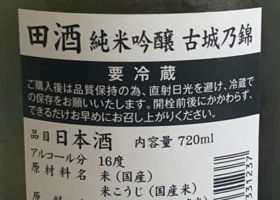 田酒 純米吟醸 古城乃錦
要冷蔵
ご購入後は品質保持の為、直射日光を避け、冷蔵で
の保存をお願いいたします。開栓前後にかかわらず、
できるだけお早めにお召し上がりください。
品目 日本酒 内容量 720ml
アルコール分 16度
原材料名 米(国産)
米こうじ(国産米)
331237